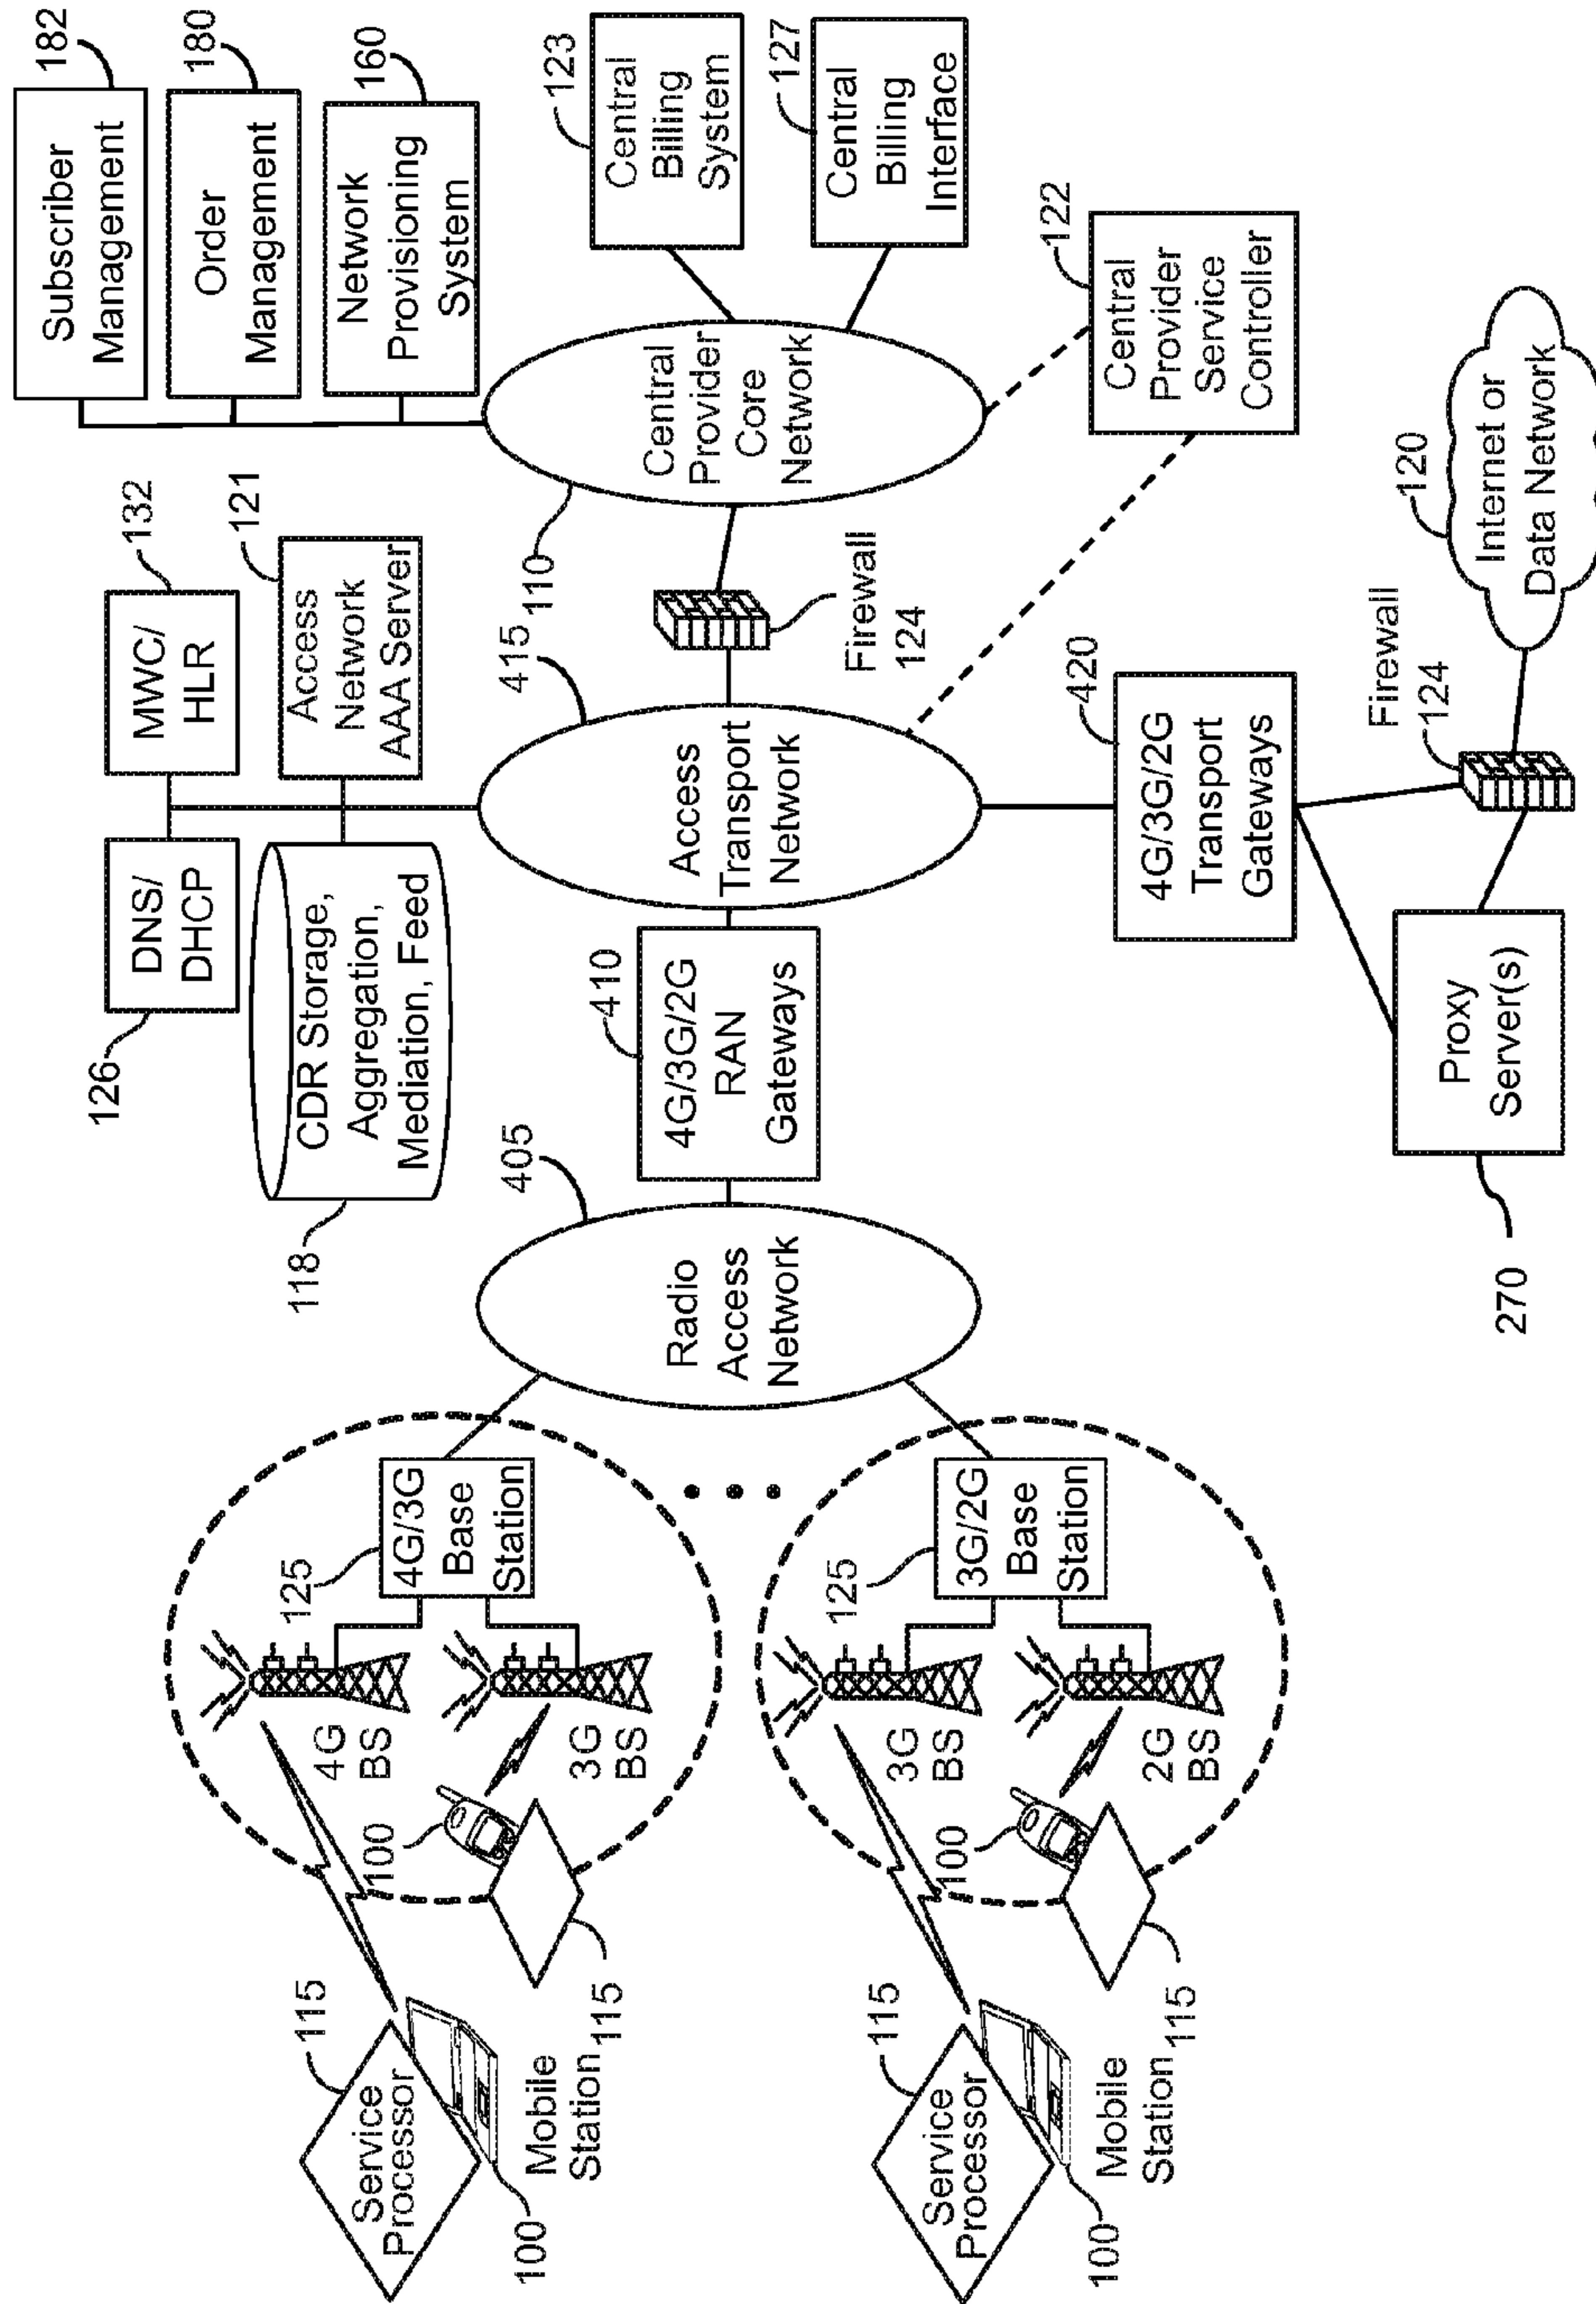 Service
Processor
115
100
Mobile
Station
115
100
4G
BS
3G
BS
125
4G/3G
Base
Station
Service
Processor
115
100
Mobile
Station
115
100
3G
BS
2G
BS
125
3G/2G
Base
Station
Radio
Access
Network
405
4G/3G/2G
RAN
Gateways
410
DNS/
DHCP
126
MWC/
HLR
132
CDR Storage,
Aggregation,
Mediation, Feed
118
Access
Network
AAA Server
121
Access
Transport
Network
415
Firewall
124
Central
Provider
Core
Network
110
Subscriber
Management
182
Order
Management
180
Network
Provisioning
System
160
Central
Billing
System
123
Central
Billing
Interface
127
Central
Provider
Service
Controller
122
4G/3G/2G
Transport
Gateways
420
Proxy
Server(s)
270
Firewall
124
Internet or
Data Network
120